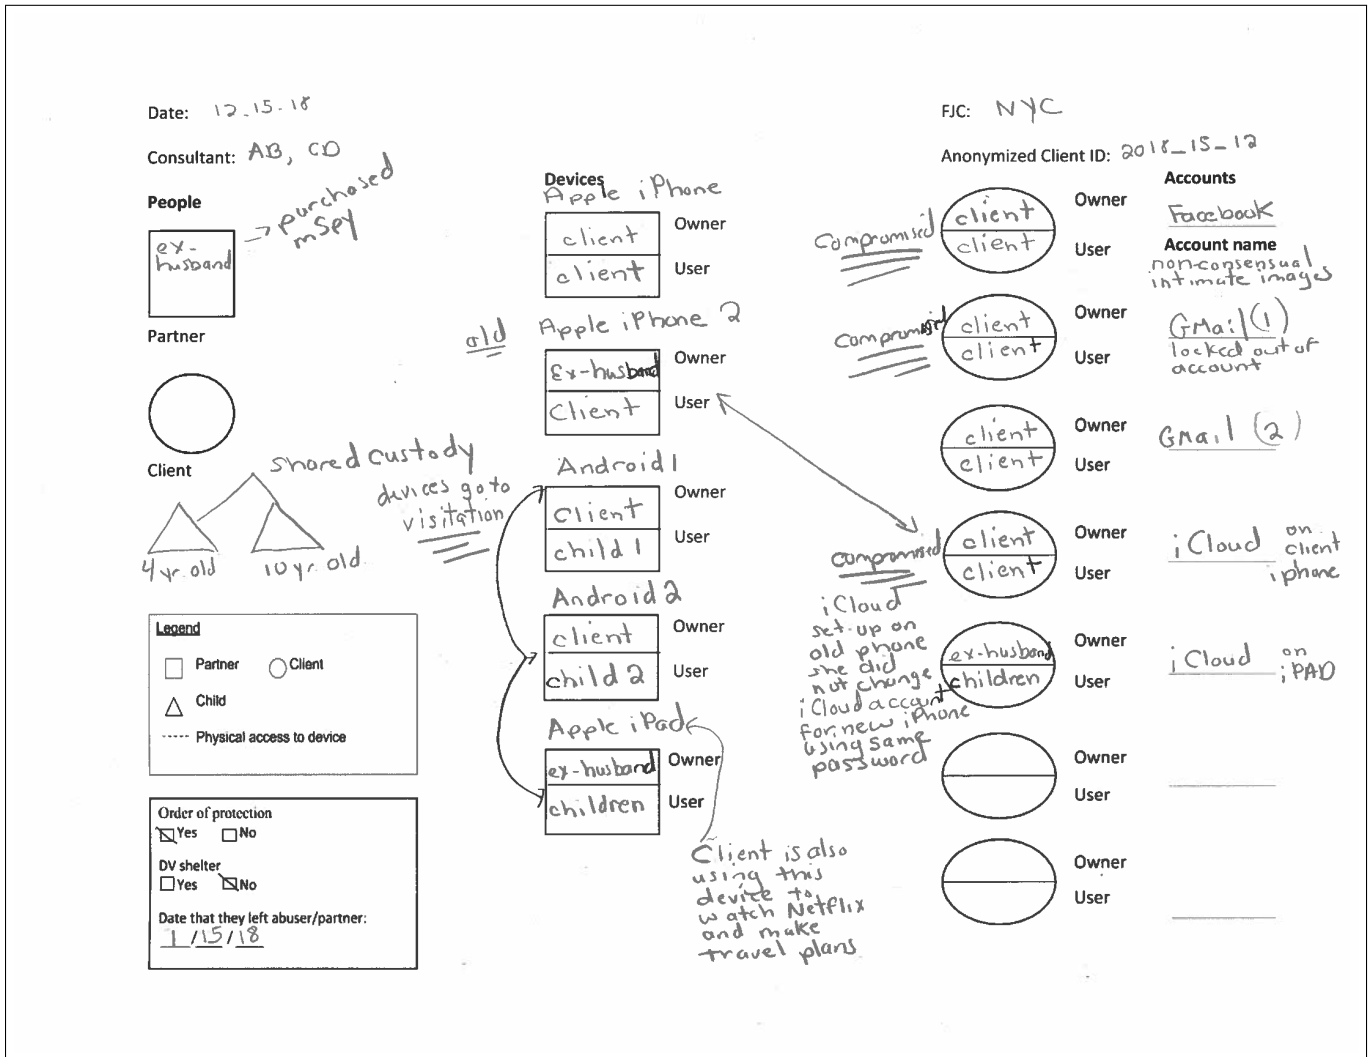 Date: 12-15-18
Consultant: AB, CD
People
ex-
husband
→ purchased
mSpy
Partner
Client
shared custody
devices go to
visitation
4 yr. old
10 yr. old
Legend
Partner
Client
Child
----- Physical access to device
Order of protection
Yes
No
DV shelter
Yes
No
Date that they left abuser/partner:
1/15/18
Devices
Apple iPhone
client
Owner
client
User
old
Apple iPhone 2
Ex-husband
Owner
Client
User
Android 1
Client
Owner
child 1
User
Android 2
client
Owner
child 2
User
Apple iPad
ex-husband
Owner
children
User
Client is also
using this
device to
watch Netflix
and make
travel plans
FJC: NYC
Anonymized Client ID: 2018_15_12
Accounts
Compromised
client
Owner
Facebook
client
User
Account name
non-consensual
intimate images
Compromised
client
Owner
GMail (1)
client
User
locked out of
account
client
Owner
GMail (2)
client
User
compromised
client
Owner
iCloud on
client
iphone
client
User
iCloud
set-up on
old phone
she did
not change
iCloud account
for new iPhone
using same
password
ex-husband
Owner
iCloud on
iPAD
children
User
Owner
User
Owner
User